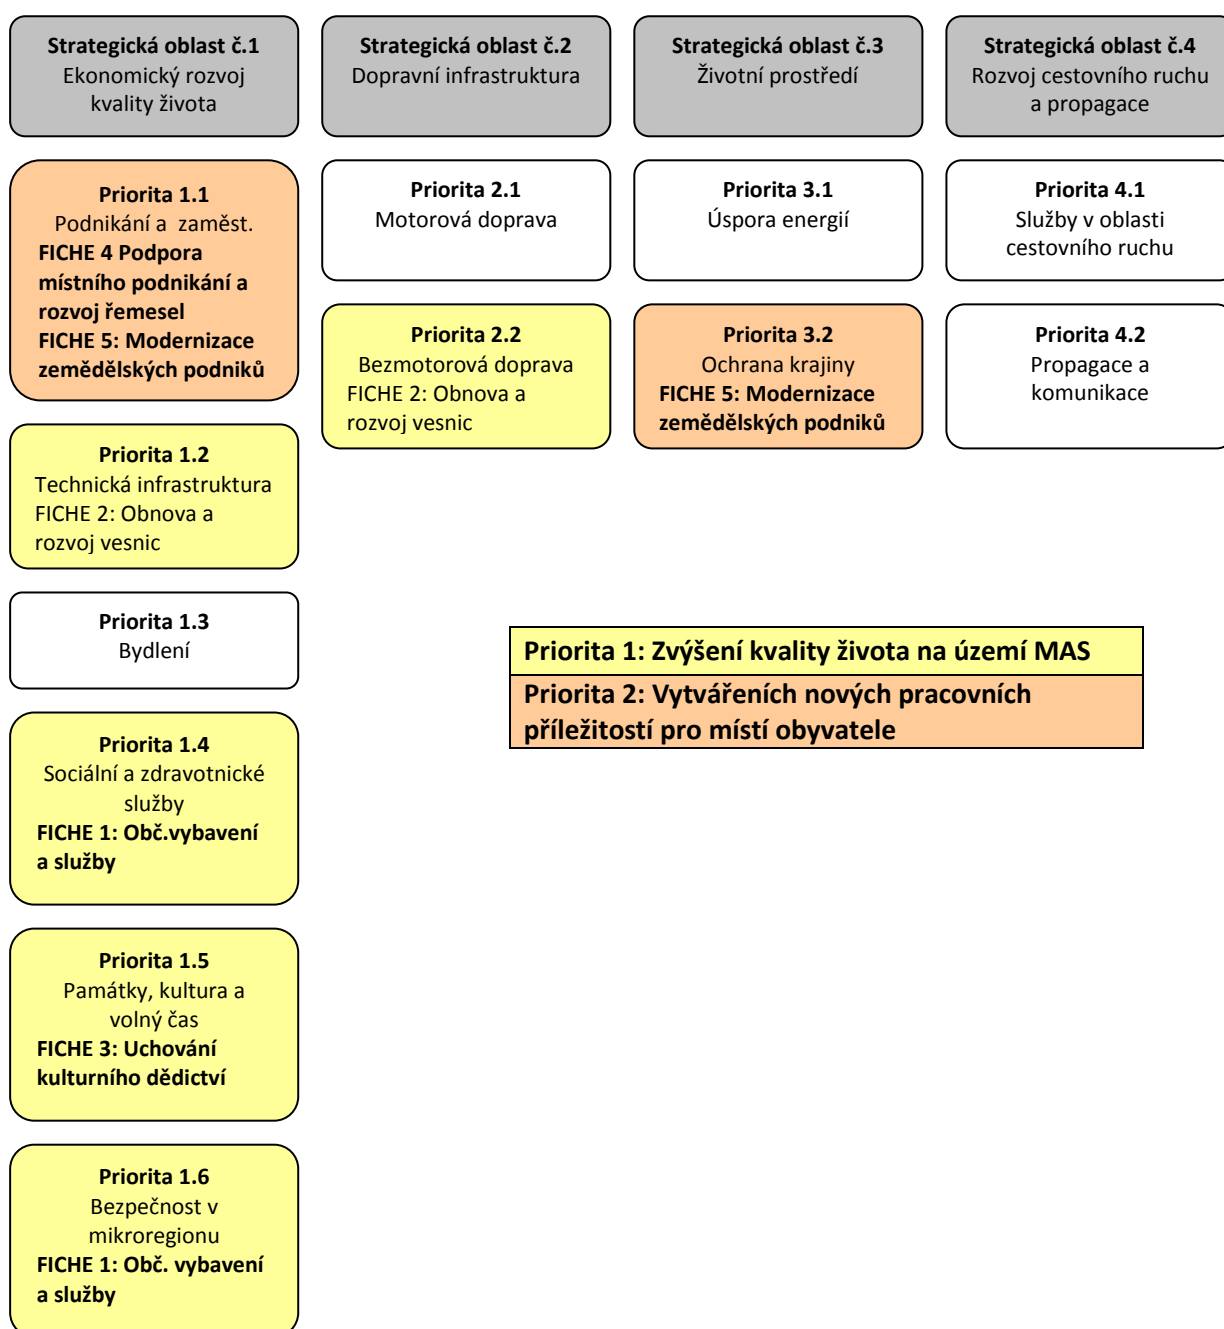 Strategická oblast č.1
Ekonomický rozvoj
kvality života
Strategická oblast č.2
Dopravní infrastruktura
Strategická oblast č.3
Životní prostředí
Strategická oblast č.4
Rozvoj cestovního ruchu
a propagace
Priorita 1.1
Podnikání a zaměst.
FICHE 4 Podpora
místního podnikání a
rozvoj řemesel
FICHE 5: Modernizace
zemědělských podniků
Priorita 2.1
Motorová doprava
Priorita 3.1
Úspora energií
Priorita 4.1
Služby v oblasti
cestovního ruchu
Priorita 2.2
Bezmotorová doprava
FICHE 2: Obnova a
rozvoj vesnic
Priorita 3.2
Ochrana krajiny
FICHE 5: Modernizace
zemědělských podniků
Priorita 4.2
Propagace a
komunikace
Priorita 1.2
Technická infrastruktura
FICHE 2: Obnova a
rozvoj vesnic
Priorita 1.3
Bydlení
Priorita 1: Zvýšení kvality života na území MAS
Priorita 2: Vytvářeních nových pracovních
příležitostí pro místí obyvatele
Priorita 1.4
Sociální a zdravotnické
služby
FICHE 1: Obč.vybavení
a služby
Priorita 1.5
Památky, kultura a
volný čas
FICHE 3: Uchování
kulturního dědictví
Priorita 1.6
Bezpečnost v
mikroregionu
FICHE 1: Obč. vybavení
a služby